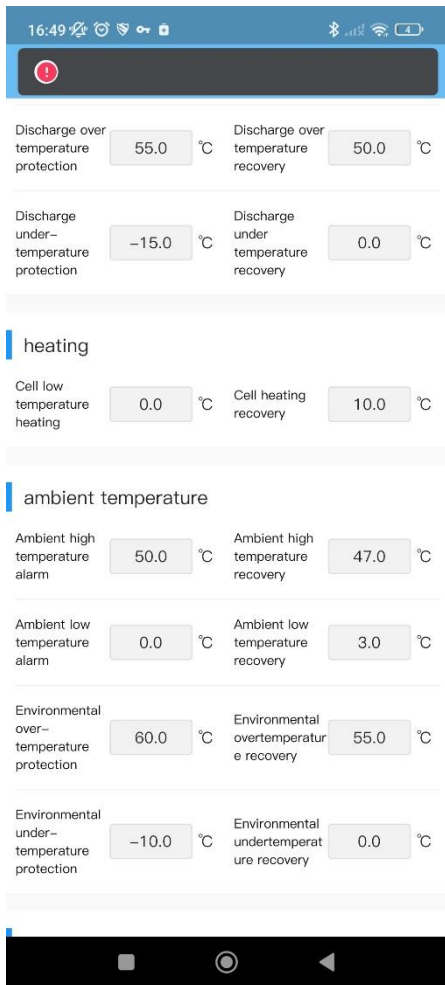 16:49
4
!
Discharge over
temperature
protection
55.0
℃
Discharge over
temperature
recovery
50.0
℃
Discharge
under-
temperature
protection
-15.0
℃
Discharge
under
temperature
recovery
0.0
℃
heating
Cell low
temperature
heating
0.0
℃
Cell heating
recovery
10.0
℃
ambient temperature
Ambient high
temperature
alarm
50.0
℃
Ambient high
temperature
recovery
47.0
℃
Ambient low
temperature
alarm
0.0
℃
Ambient low
temperature
recovery
3.0
℃
Environmental
over-
temperature
protection
60.0
℃
Environmental
overtemperatur
e recovery
55.0
℃
Environmental
under-
temperature
protection
-10.0
℃
Environmental
undertemperat
ure recovery
0.0
℃